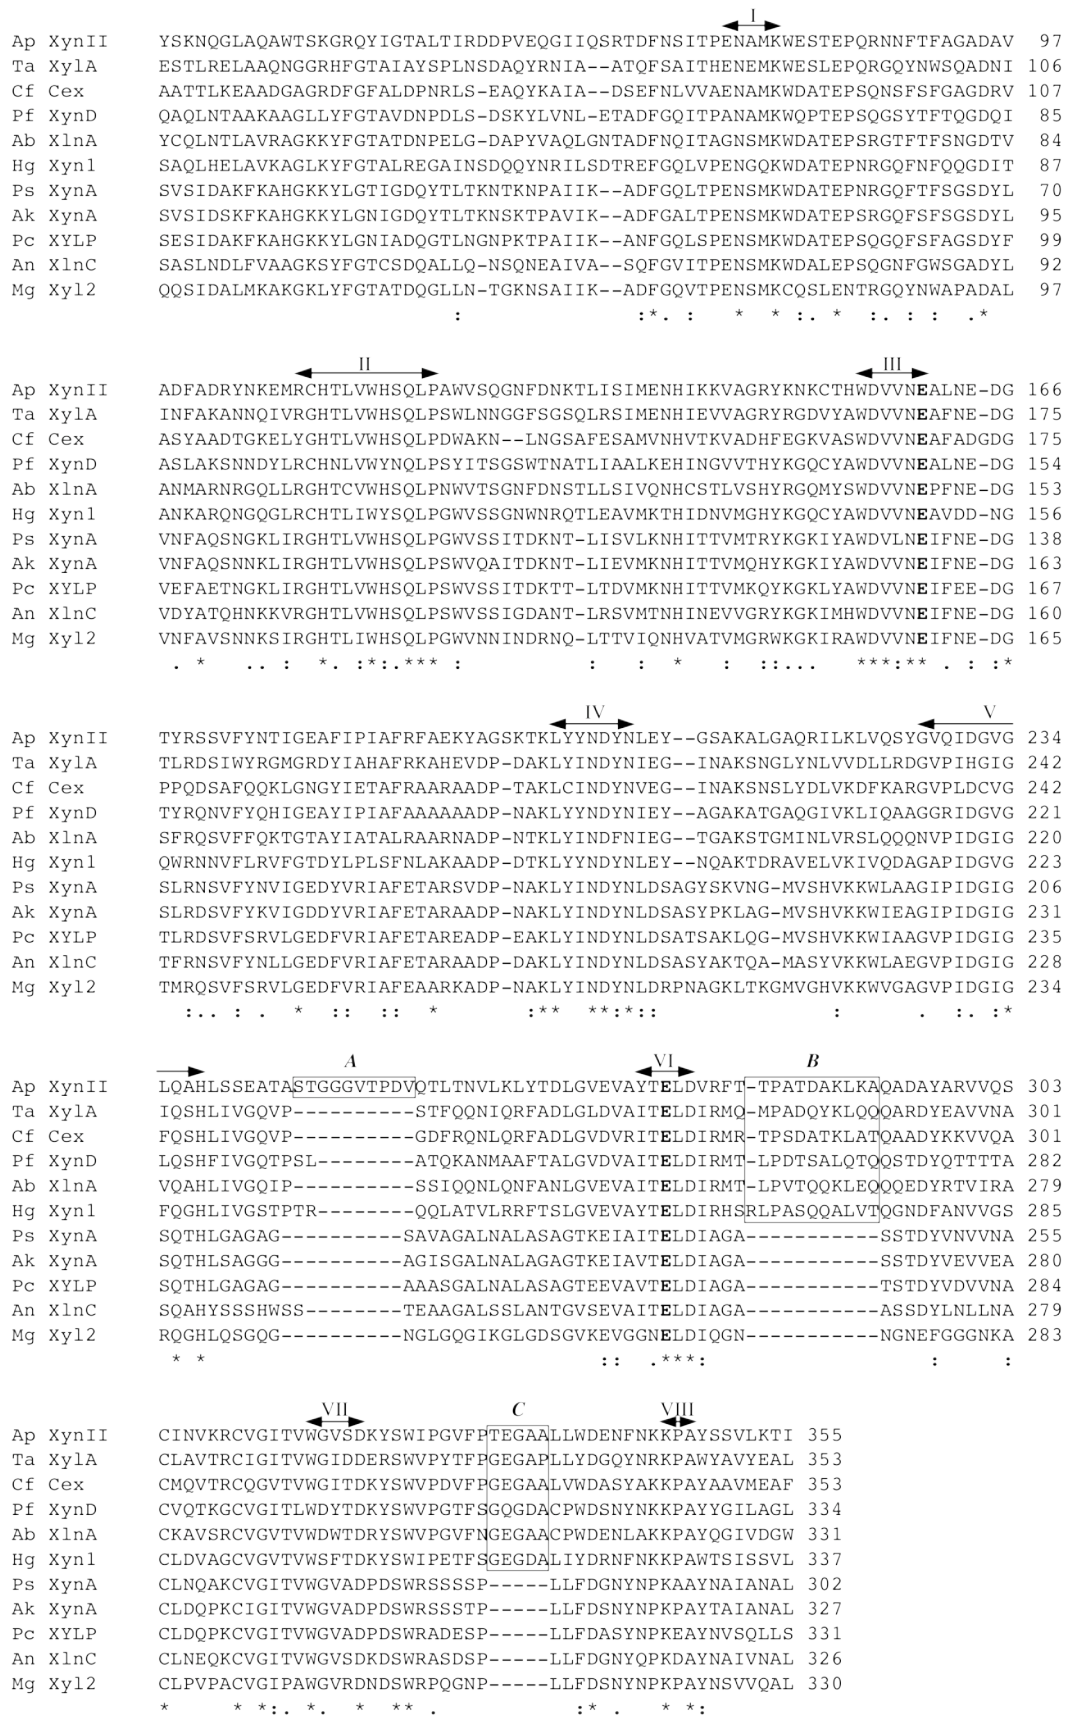 I
Ap XynII YSKNQGLAQAWTSKGRQYIGTALTIRDDPVEQGIIQSRTDFNSITPENAMKWESTEPQRNNFTFAGADAV 97
Ta XylA ESTLRELAAQNGGRHFGTAIAYSPLNSDAQYRNIA--ATQFSAITHENEMKWESLEPQRGQYNWSQADNI 106
Cf Cex AATTLKEAADGAGRDFGFALDPNRLS-EAQYKAIA--DSEFNLVVAENAMKWDATEPSQNSFSFGAGDRV 107
Pf XynD QAQLNTAAKAAGLLYFGTAVDNPDLS-DSKYLVNL-ETADFGQITPANAMKWQPTEPSQGSYTFTQGDQI 85
Ab XlnA YCQLNTLAVRAGKKYFGTATDNPELG-DAPYVAQLGNTADFNQITAGNSMKWDATEPSRGTFTFSNGDTV 84
Hg Xyn1 SAQLHELAVKAGLKYFGTALREGAINSDQQYNRILSDTREFGQLVPENGQKWDATEPNRGQFNFQQGDIT 87
Ps XynA SVSIDAKFKAHGKKYLGTIGDQYTLTKNTKNPAIIK--ADFGQLTPENSMKWDATEPNRGQFTFSGSDYL 70
Ak XynA SVSIDSKFKAHGKKYLGNIGDQYTLTKNSKTPAVIK--ADFGALTPENSMKWDATEPSRGQFSFSGSDYL 95
Pc XYLP SESIDAKFKAHGKKYLGNIADQGTLNGNPKTPAIIK--ANFGQLSPENSMKWDATEPSQGQFSFAGSDYF 99
An XlnC SASLNDLFVAAGKSYFGTCSDQALLQ-NSQNEAIVA--SQFGVITPENSMKWDALEPSQGNFGWSGADYL 92
Mg Xyl2 QQSIDALMKAKGKLYFGTATDQGLLN-TGKNSAIIK--ADFGQVTPENSMKCQSLENTRGQYNWAPADAL 97
: :*. : * * :. * :. : : .*
II III
Ap XynII ADFADRYNKEMRCHTLVWHSQLPAWVSQGNFDNKTLISIMENHIKKVAGRYKNKCTHWDVVNEALNE-DG 166
Ta XylA INFAKANNQIVRGHTLVWHSQLPSWLNNGGFSGSQLRSIMENHIEVVAGRYRGDVYAWDVVNEAFNE-DG 175
Cf Cex ASYAADTGKELYGHTLVWHSQLPDWAKN--LNGSAFESAMVNHVTKVADHFEGKVASWDVVNEAFADGDG 175
Pf XynD ASLAKSNNDYLRCHNLVWYNQLPSYITSGSWTNATLIAALKEHINGVVTHYKGQCYAWDVVNEALNE-DG 154
Ab XlnA ANMARNRGQLLRGHTCVWHSQLPNWVTSGNFDNSTLLSIVQNHCSTLVSHYRGQMYSWDVVNEPFNE-DG 153
Hg Xyn1 ANKARQNGQGLRCHTLIWYSQLPGWVSSGNWNRQTLEAVMKTHIDNVMGHYKGQCYAWDVVNEAVDD-NG 156
Ps XynA VNFAQSNGKLIRGHTLVWHSQLPGWVSSITDKNT-LISVLKNHITTVMTRYKGKIYAWDVLNEIFNE-DG 138
Ak XynA VNFAQSNNKLIRGHTLVWHSQLPSWVQAITDKNT-LIEVMKNHITTVMQHYKGKIYAWDVVNEIFNE-DG 163
Pc XYLP VEFAETNGKLIRGHTLVWHSQLPSWVSSITDKTT-LTDVMKNHITTVMKQYKGKLYAWDVVNEIFEE-DG 167
An XlnC VDYATQHNKKVRGHTLVWHSQLPSWVSSIGDANT-LRSVMTNHINEVVGRYKGKIMHWDVVNEIFNE-DG 160
Mg Xyl2 VNFAVSNNKSIRGHTLIWHSQLPGWVNNINDRNQ-LTTVIQNHVATVMGRWKGKIRAWDVVNEIFNE-DG 165
. * .. : *. :*:.*** : : : * : ::... ***:** . : :*
IV V
Ap XynII TYRSSVFYNTIGEAFIPIAFRFAEKYAGSKTKLYYNDYNLEY--GSAKALGAQRILKLVQSYGVQIDGVG 234
Ta XylA TLRDSIWYRGMGRDYIAHAFRKAHEVDP-DAKLYYNDYNIEG--INAKSNGLYNLVVDLLRDGVPIHGIG 242
Cf Cex PPQDSAFQQKLGNGYIETAFRAARAADP-TAKLCINDYNVEG--INAKSNSLYDLVKDFKARGVPLDCVG 242
Pf XynD TYRQNVFYQHIGEAYIPIAFAAAAAADP-NAKLYYNDYNIEY--AGAKATGAQGIVKLIQAAGGRIDGVG 221
Ab XlnA SFRQSVFFQKTGTAYIATALRAARNADP-NTKLYINDFNIEG--TGAKSTGMINLVRSLQQQNVPIDGIG 220
Hg Xyn1 QWRNNVFLRVFGTDYLPLSFNLAKAADP-DTKLYYNDYNLEY--NQAKTDRAVELVKIVQDAGAPIDGVG 223
Ps XynA SLRNSVFYNVIGEDYVRIAFETARSVDP-NAKLYINDYNLDSAGYSKVNG-MVSHVKKWLAAGIPIDGIG 206
Ak XynA SLRDSVFYKVIGDDYVRIAFETARAADP-NAKLYINDYNLDSASYPKLAG-MVSHVKKWIEAGIPIDGIG 231
Pc XYLP TLRDSVFSRVLGEDFVRIAFETAREADP-EAKLYINDYNLDSATSAKLQG-MVSHVKKWIAAGVPIDGIG 235
An XlnC TFRNSVFYNLLGEDFVRIAFETARAADP-DAKLYINDYNLDSASYAKTQA-MASYVKKWLAEGVPIDGIG 228
Mg Xyl2 TMRQSVFSRVLGEDFVRIAFEAARKADP-NAKLYINDYNLDRPNAGKLTKGMVGHVKKWVGAGVPIDGIG 234
:.. : . * :: :: * :** **:*:: : . :. :*
A VI B
Ap XynII LQAHLSSEATASTGGGVTPDVQTLTNVLKLYTDLGVEVAYTELDVRFT-TPATDAKLKAQADAYARVVQS 303
Ta XylA IQSHLIVGQVP----------STFQQNIQRFADLGLDVAITELDIRMQ-MPADQYKLQQQARDYEAVVNA 301
Cf Cex FQSHLIVGQVP----------GDFRQNLQRFADLGVDVRITELDIRMR-TPSDATKLATQAADYKKVVQA 301
Pf XynD LQSHFIVGQTPSL--------ATQKANMAAFTALGVDVAITELDIRMT-LPDTSALQTQQSTDYQTTTTA 282
Ab XlnA VQAHLIVGQIP----------SSIQQNLQNFANLGVEVAITELDIRMT-LPVTQQKLEQQQEDYRTVIRA 279
Hg Xyn1 FQGHLIVGSTPTR--------QQLATVLRRFTSLGVEVAYTELDIRHSRLPASQQALVTQGNDFANVVGS 285
Ps XynA SQTHLGAGAG----------SAVAGALNALASAGTKEIAITELDIAGA-----------SSTDYVNVVNA 255
Ak XynA SQTHLSAGGG----------AGISGALNALAGAGTKEIAVTELDIAGA-----------SSTDYVEVVEA 280
Pc XYLP SQTHLGAGAG----------AAASGALNALASAGTEEVAVTELDIAGA-----------TSTDYVDVVNA 284
An XlnC SQAHYSSSHWSS--------TEAAGALSSLANTGVSEVAITELDIAGA-----------ASSDYLNLLNA 279
Mg Xyl2 RQGHLQSGQG----------NGLGQGIKGLGDSGVKEVGGNELDIQGN-----------NGNEFGGGNKA 283
* * :: .***: : :
VII C VIII
Ap XynII CINVKRCVGITVWGVSDKYSWIPGVFPTEGAALLWDENFNKKPAYSSVLKTI 355
Ta XylA CLAVTRCIGITVWGIDDERSWVPYTFPGEGAPLLYDGQYNRKPAWYAVYEAL 353
Cf Cex CMQVTRCQGVTVWGITDKYSWVPDVFPGEGAALVWDASYAKKPAYAAVMEAF 353
Pf XynD CVQTKGCVGITLWDYTDKYSWVPGTFSGQGDACPWDSNYNKKPAYYGILAGL 334
Ab XlnA CKAVSRCVGVTVWDWTDRYSWVPGVFNGEGAACPWDENLAKKPAYQGIVDGW 331
Hg Xyn1 CLDVAGCVGVTVWSFTDKYSWIPETFSGEGDALIYDRNFNKKPAWTSISSVL 337
Ps XynA CLNQAKCVGITVWGVADPDSWRSSSSP-----LLFDGNYNPKAAYNAIANAL 302
Ak XynA CLDQPKCIGITVWGVADPDSWRSSSTP-----LLFDSNYNPKPAYTAIANAL 327
Pc XYLP CLDQPKCVGITVWGVADPDSWRADESP-----LLFDASYNPKEAYNVSQLLS 331
An XlnC CLNEQKCVGITVWGVSDKDSWRASDSP-----LLFDGNYQPKDAYNAIVNAL 326
Mg Xyl2 CLPVPACVGIPAWGVRDNDSWRPQGNP-----LLFDSNYNPKPAYNSVVQAL 330
* * *:. * . * ** . :* . * *: